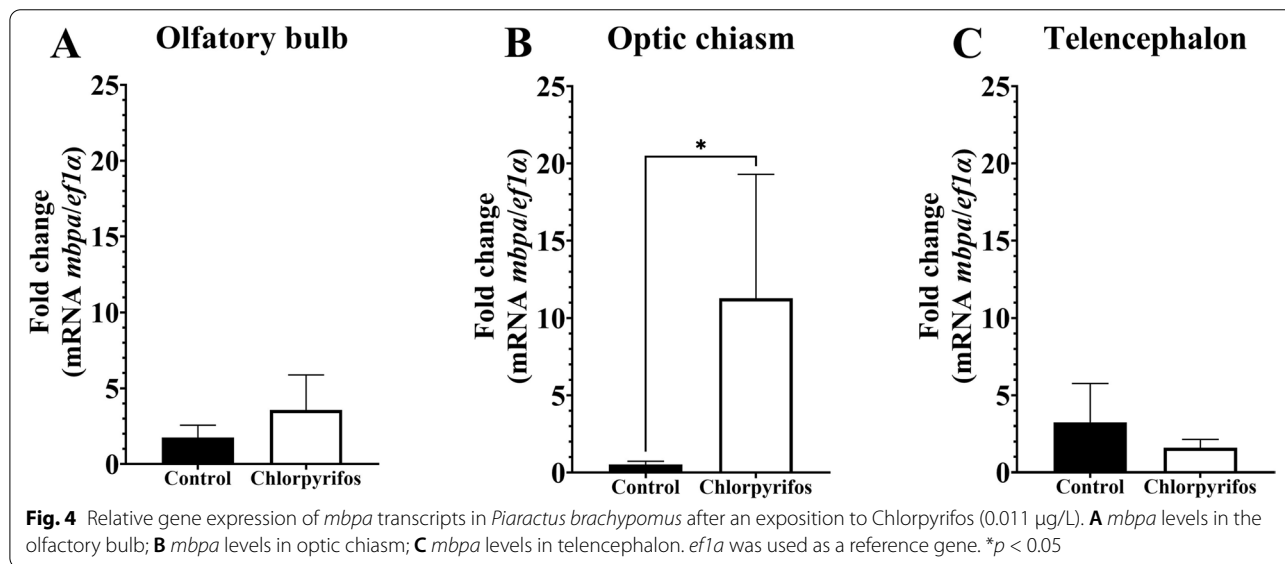 A Olfatory bulb
25
20
15
10
5
0
Fold change
(mRNA mbpa/ef1α)
Control Chlorpyrifos
B Optic chiasm
25
20
15
10
5
0
Fold change
(mRNA mbpa/ef1α)
*
Control Chlorpyrifos
C Telencephalon
25
20
15
10
5
0
Fold change
(mRNA mbpa/ef1α)
Control Chlorpyrifos
Fig. 4 Relative gene expression of mbpa transcripts in Piaractus brachypomus after an exposition to Chlorpyrifos (0.011 µg/L). A mbpa levels in the
olfactory bulb; B mbpa levels in optic chiasm; C mbpa levels in telencephalon. ef1a was used as a reference gene. *p < 0.05